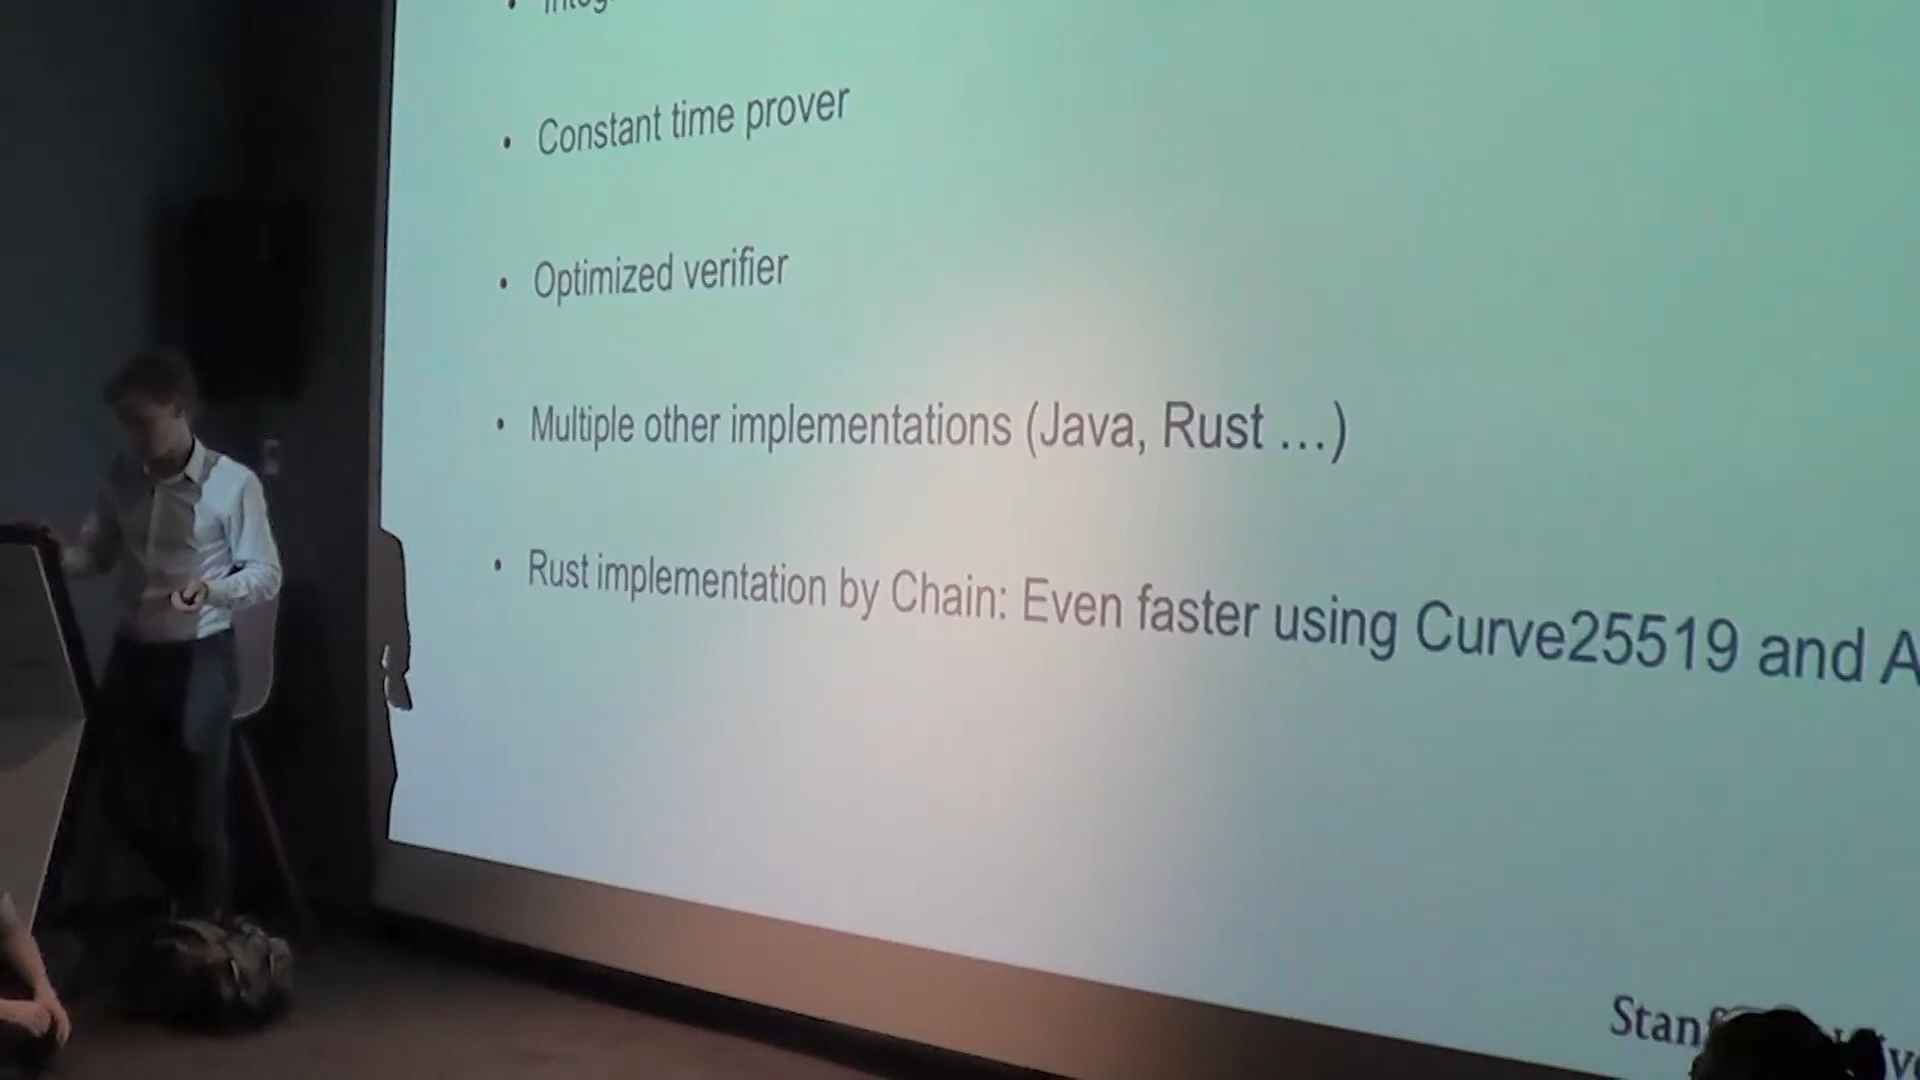 • Constant time prover
• Optimized verifier
• Multiple other implementations (Java, Rust …)
• Rust implementation by Chain: Even faster using Curve25519 and A